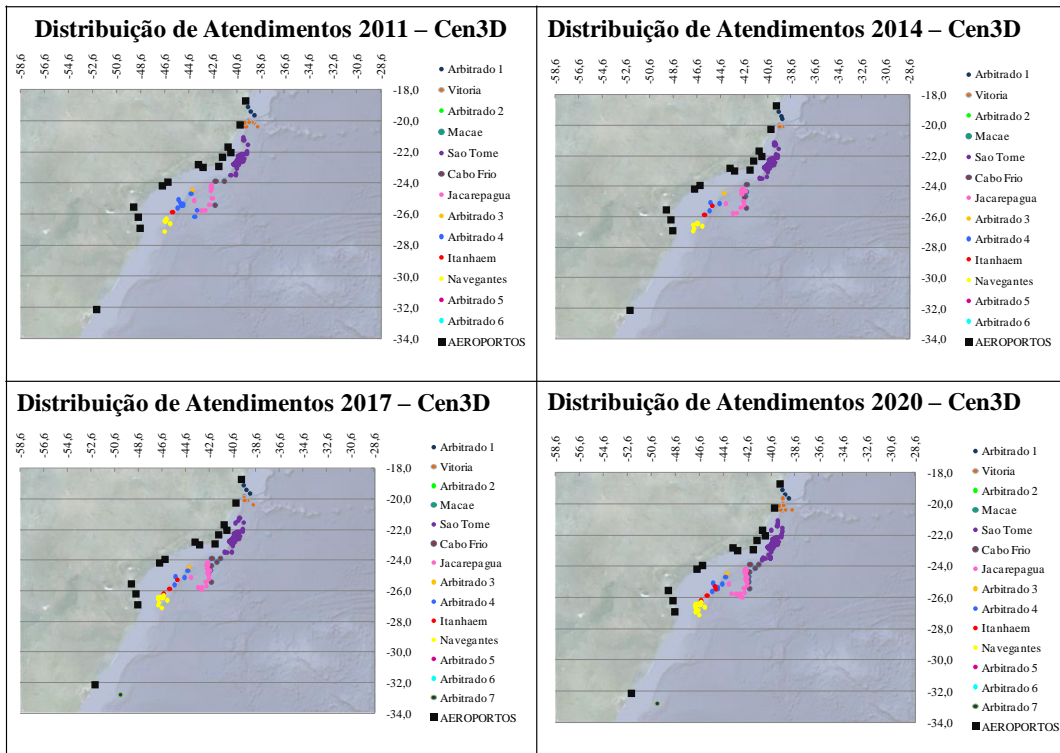 Distribuição de Atendimentos 2011 – Cen3D
-58,6
-56,6
-54,6
-52,6
-50,6
-48,6
-46,6
-44,6
-42,6
-40,6
-38,6
-36,6
-34,6
-32,6
-30,6
-28,6
-18,0
-20,0
-22,0
-24,0
-26,0
-28,0
-30,0
-32,0
-34,0
Arbitrado 1
Vitoria
Arbitrado 2
Macae
Sao Tome
Cabo Frio
Jacarepagua
Arbitrado 3
Arbitrado 4
Itanhaem
Navegantes
Arbitrado 5
Arbitrado 6
AEROPORTOS
Distribuição de Atendimentos 2014 – Cen3D
-58,6
-56,6
-54,6
-52,6
-50,6
-48,6
-46,6
-44,6
-42,6
-40,6
-38,6
-36,6
-34,6
-32,6
-30,6
-28,6
-18,0
-20,0
-22,0
-24,0
-26,0
-28,0
-30,0
-32,0
-34,0
Arbitrado 1
Vitoria
Arbitrado 2
Macae
Sao Tome
Cabo Frio
Jacarepagua
Arbitrado 3
Arbitrado 4
Itanhaem
Navegantes
Arbitrado 5
Arbitrado 6
AEROPORTOS
Distribuição de Atendimentos 2017 – Cen3D
-58,6
-56,6
-54,6
-52,6
-50,6
-48,6
-46,6
-44,6
-42,6
-40,6
-38,6
-36,6
-34,6
-32,6
-30,6
-28,6
-18,0
-20,0
-22,0
-24,0
-26,0
-28,0
-30,0
-32,0
-34,0
Arbitrado 1
Vitoria
Arbitrado 2
Macae
Sao Tome
Cabo Frio
Jacarepagua
Arbitrado 3
Arbitrado 4
Itanhaem
Navegantes
Arbitrado 5
Arbitrado 6
Arbitrado 7
AEROPORTOS
Distribuição de Atendimentos 2020 – Cen3D
-58,6
-56,6
-54,6
-52,6
-50,6
-48,6
-46,6
-44,6
-42,6
-40,6
-38,6
-36,6
-34,6
-32,6
-30,6
-28,6
-18,0
-20,0
-22,0
-24,0
-26,0
-28,0
-30,0
-32,0
-34,0
Arbitrado 1
Vitoria
Arbitrado 2
Macae
Sao Tome
Cabo Frio
Jacarepagua
Arbitrado 3
Arbitrado 4
Itanhaem
Navegantes
Arbitrado 5
Arbitrado 6
Arbitrado 7
AEROPORTOS